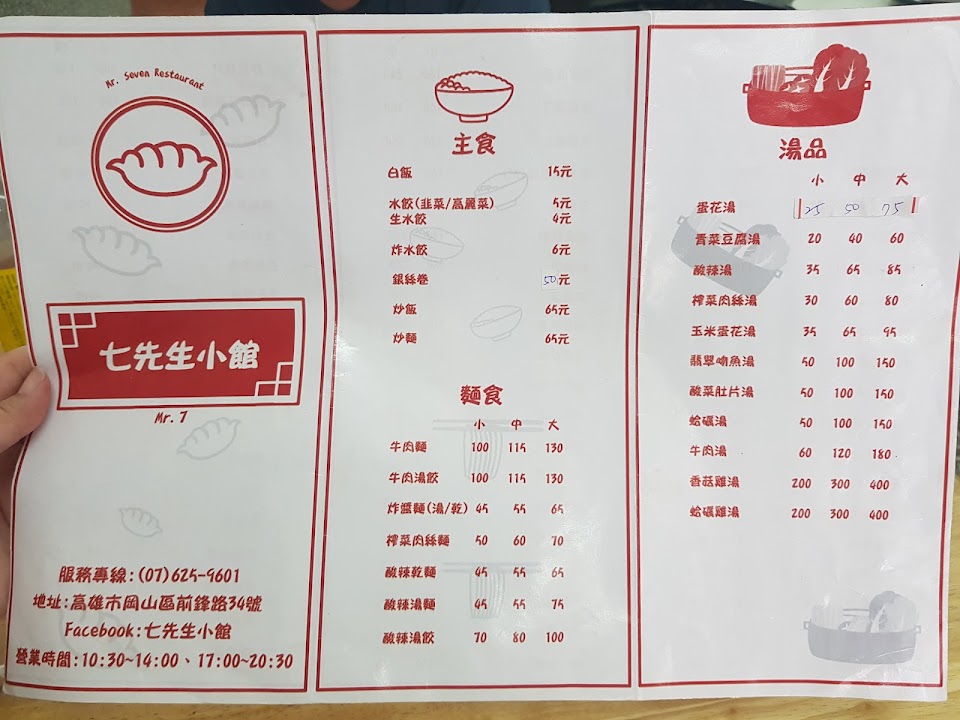 Mr. Seven Restaurant
七先生小館
Mr. 7
服務專線:(07)625-9601
地址:高雄市岡山區前鋒路34號
Facebook:七先生小館
營業時間:10:30~14:00、17:00~20:30
主食
白飯 15元
水餃(韭菜/高麗菜) 5元
生水餃 4元
炸水餃 6元
銀絲卷 50元
炒飯 65元
炒麵 65元
麵食
小 中 大
牛肉麵 100 115 130
牛肉湯餃 100 115 130
炸醬麵(湯/乾) 45 55 65
榨菜肉絲麵 50 60 70
酸辣乾麵 45 55 65
酸辣湯麵 45 55 75
酸辣湯餃 70 80 100
湯品
小 中 大
蛋花湯 25 50 75
青菜豆腐湯 20 40 60
酸辣湯 35 65 85
榨菜肉絲湯 30 60 80
玉米蛋花湯 35 65 95
翡翠吻魚湯 50 100 150
酸菜肚片湯 50 100 150
蛤礪湯 50 100 150
牛肉湯 60 120 180
香菇雞湯 200 300 400
蛤礪雞湯 200 300 400